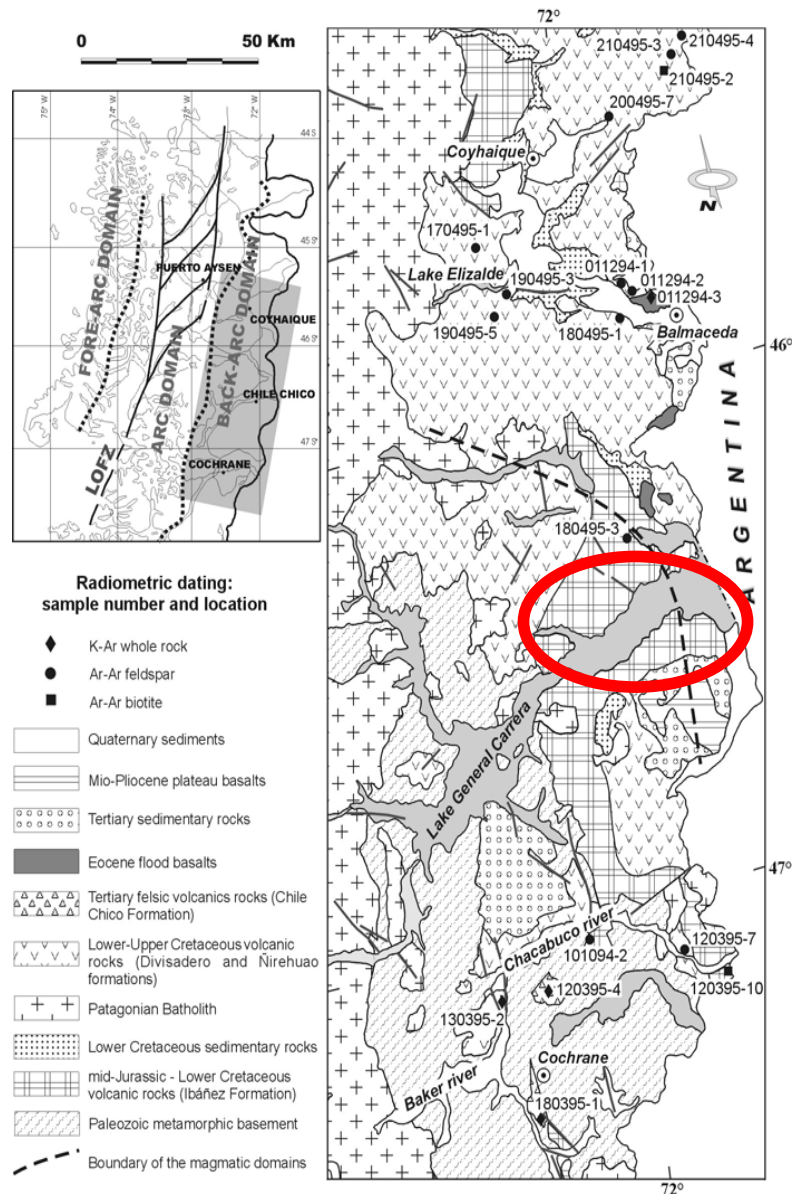 0 50 Km
75° W
74° W
73° W
72° W
44 S
45 S
46 S
47 S
FORE-ARC DOMAIN
ARC DOMAIN
BACK-ARC DOMAIN
PUERTO AYSEN
COYHAIQUE
CHILE CHICO
COCHRANE
LOFZ
Radiometric dating:
sample number and location
K-Ar whole rock
Ar-Ar feldspar
Ar-Ar biotite
Quaternary sediments
Mio-Pliocene plateau basalts
Tertiary sedimentary rocks
Eocene flood basalts
Tertiary felsic volcanics rocks (Chile
Chico Formation)
Lower-Upper Cretaceous volcanic
rocks (Divisadero and Ñirehuao
formations)
Patagonian Batholith
Lower Cretaceous sedimentary rocks
mid-Jurassic - Lower Cretaceous
volcanic rocks (Ibáñez Formation)
Paleozoic metamorphic basement
Boundary of the magmatic domains
72°
210495-3
210495-4
210495-2
200495-7
Coyhaique
N
170495-1
Lake Elizalde
190495-3
011294-1
011294-2
011294-3
190495-5
180495-1
Balmaceda
46°
ARGENTINA
180495-3
Lake General Carrera
47°
Chacabuco river
101094-2
120395-7
120395-4
120395-10
130395-2
Cochrane
Baker river
180395-1
72°